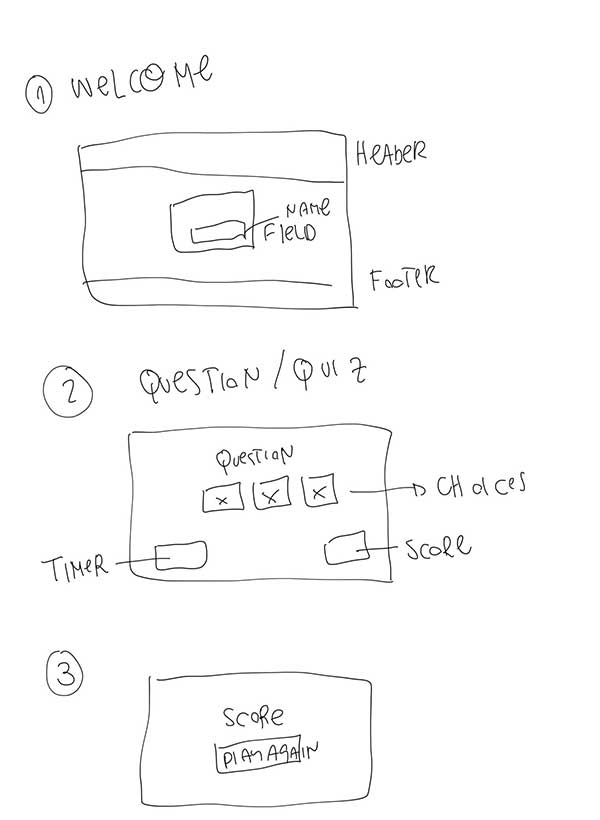 1 WELCOME
HEADER
NAME
FIELD
FOOTER
2 QUESTION / QUIZ
QUESTION
x x x
CHOICES
TIMER
SCORE
3
SCORE
PLAY AGAIN